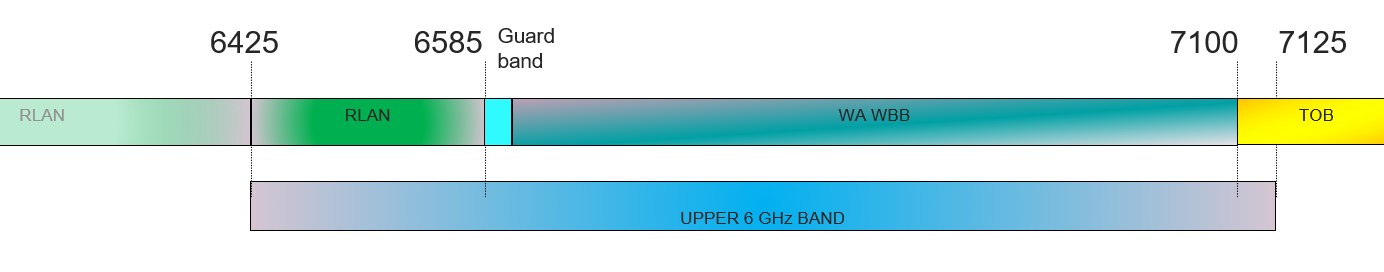 6425
6585
Guard
band
7100
7125
RLAN
RLAN
WA WBB
TOB
UPPER 6 GHz BAND